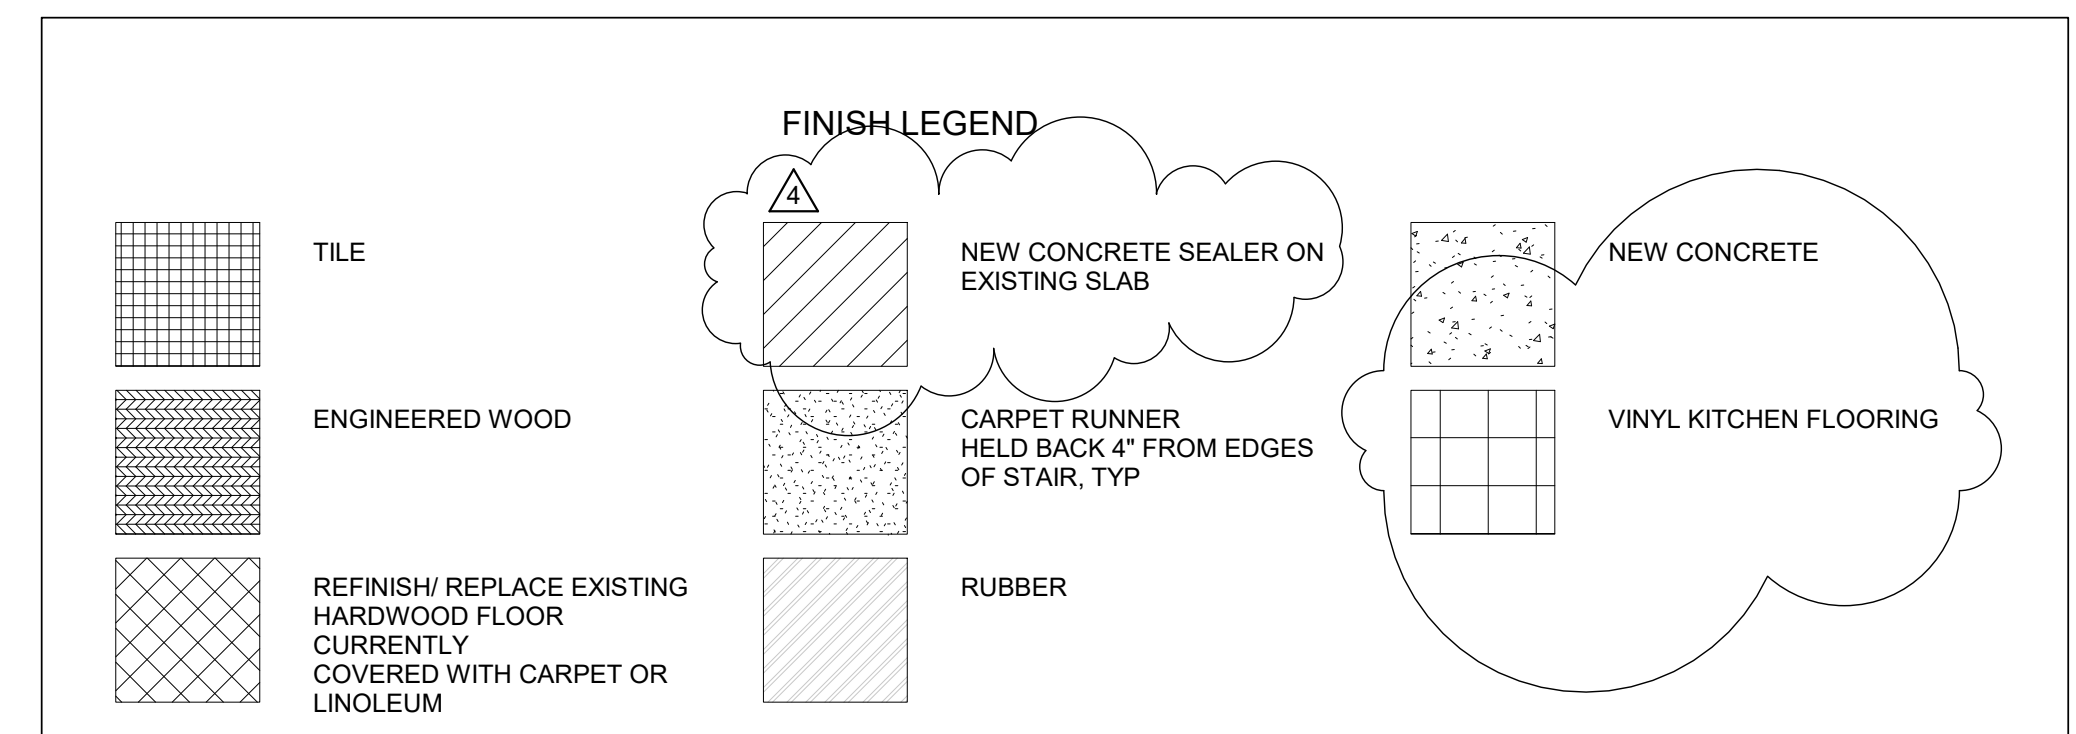 FINISH LEGEND
4
TILE
NEW CONCRETE SEALER ON
EXISTING SLAB
NEW CONCRETE
ENGINEERED WOOD
CARPET RUNNER
HELD BACK 4" FROM EDGES
OF STAIR, TYP
VINYL KITCHEN FLOORING
REFINISH/ REPLACE EXISTING
HARDWOOD FLOOR
CURRENTLY
COVERED WITH CARPET OR
LINOLEUM
RUBBER